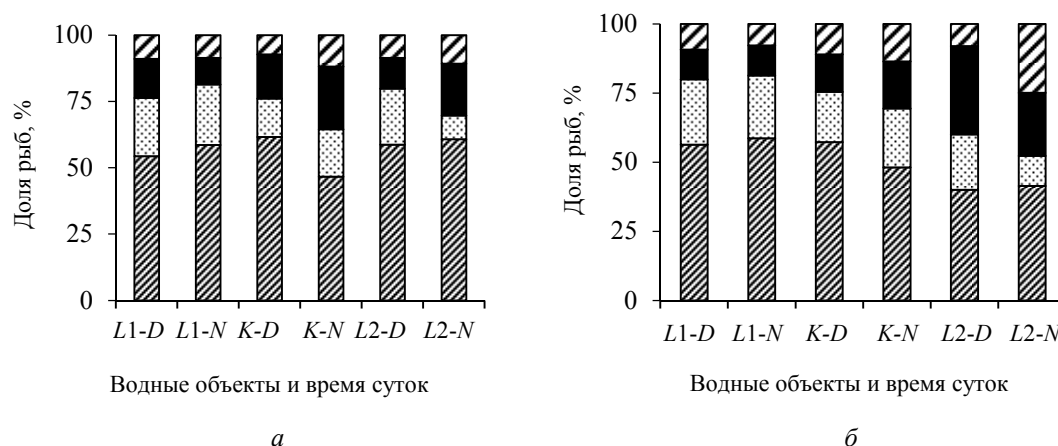 Доля рыб, %
100
75
50
25
0
L1-D L1-N K-D K-N L2-D L2-N
Водные объекты и время суток
а
Доля рыб, %
100
75
50
25
0
L1-D L1-N K-D K-N L2-D L2-N
Водные объекты и время суток
б